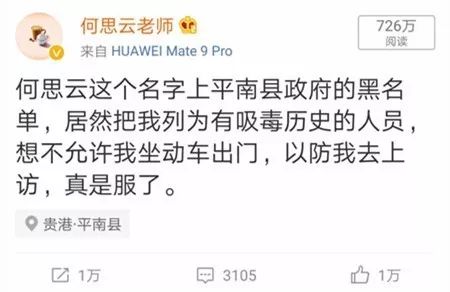 何思云老师
726万
阅读
来自 HUAWEI Mate 9 Pro
何思云这个名字上平南县政府的黑名
单，居然把我列为有吸毒历史的人员，
想不允许我坐动车出门，以防我去上
访，真是服了。
贵港·平南县
1万
3105
1万